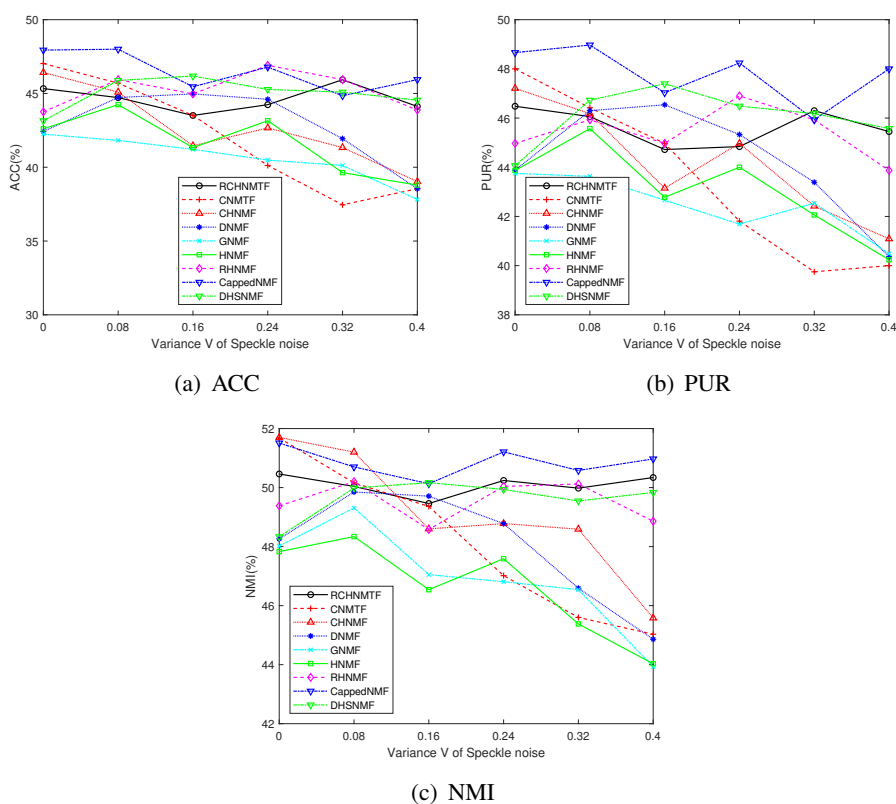 50
45
40
35
30
ACC(%)
RCHNMTF
CNMTF
CHNMF
DNMF
GNMF
HNMF
RHNMF
CappedNMF
DHSNMF
0 0.08 0.16 0.24 0.32 0.4
Variance V of Speckle noise
(a) ACC
50
48
46
44
42
40
38
PUR(%)
RCHNMTF
CNMTF
CHNMF
DNMF
GNMF
HNMF
RHNMF
CappedNMF
DHSNMF
0 0.08 0.16 0.24 0.32 0.4
Variance V of Speckle noise
(b) PUR
52
50
48
46
44
42
NMI(%)
RCHNMTF
CNMTF
CHNMF
DNMF
GNMF
HNMF
RHNMF
CappedNMF
DHSNMF
0 0.08 0.16 0.24 0.32 0.4
Variance V of Speckle noise
(c) NMI